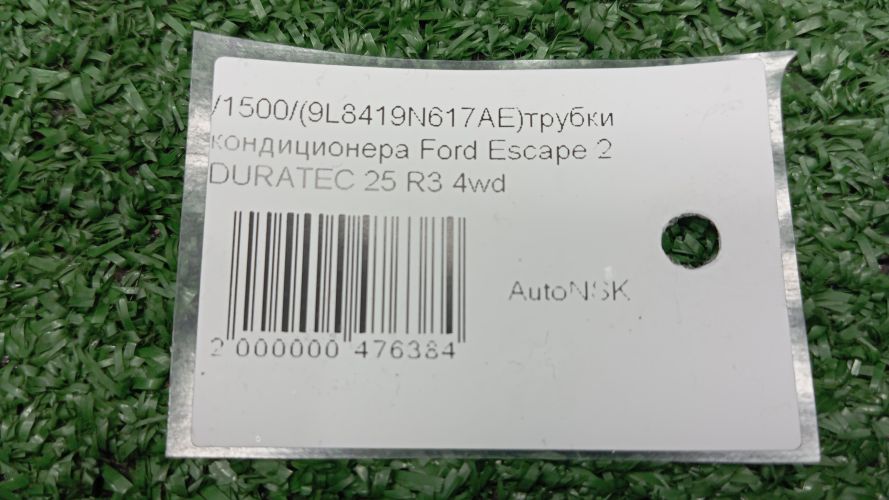 /1500/(9L8419N617AE)трубки
кондиционера Ford Escape 2
DURATEC 25 R3 4wd
AutoNSK
2 000000 476384